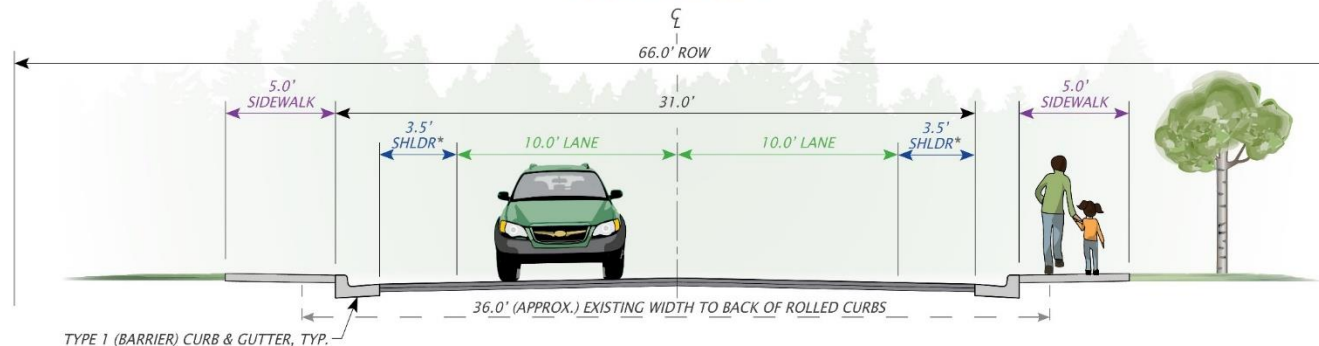 ℄
66.0' ROW
5.0'
SIDEWALK
31.0'
5.0'
SIDEWALK
3.5'
SHLDR*
10.0' LANE
10.0' LANE
3.5'
SHLDR*
36.0' (APPROX.) EXISTING WIDTH TO BACK OF ROLLED CURBS
TYPE 1 (BARRIER) CURB & GUTTER, TYP.